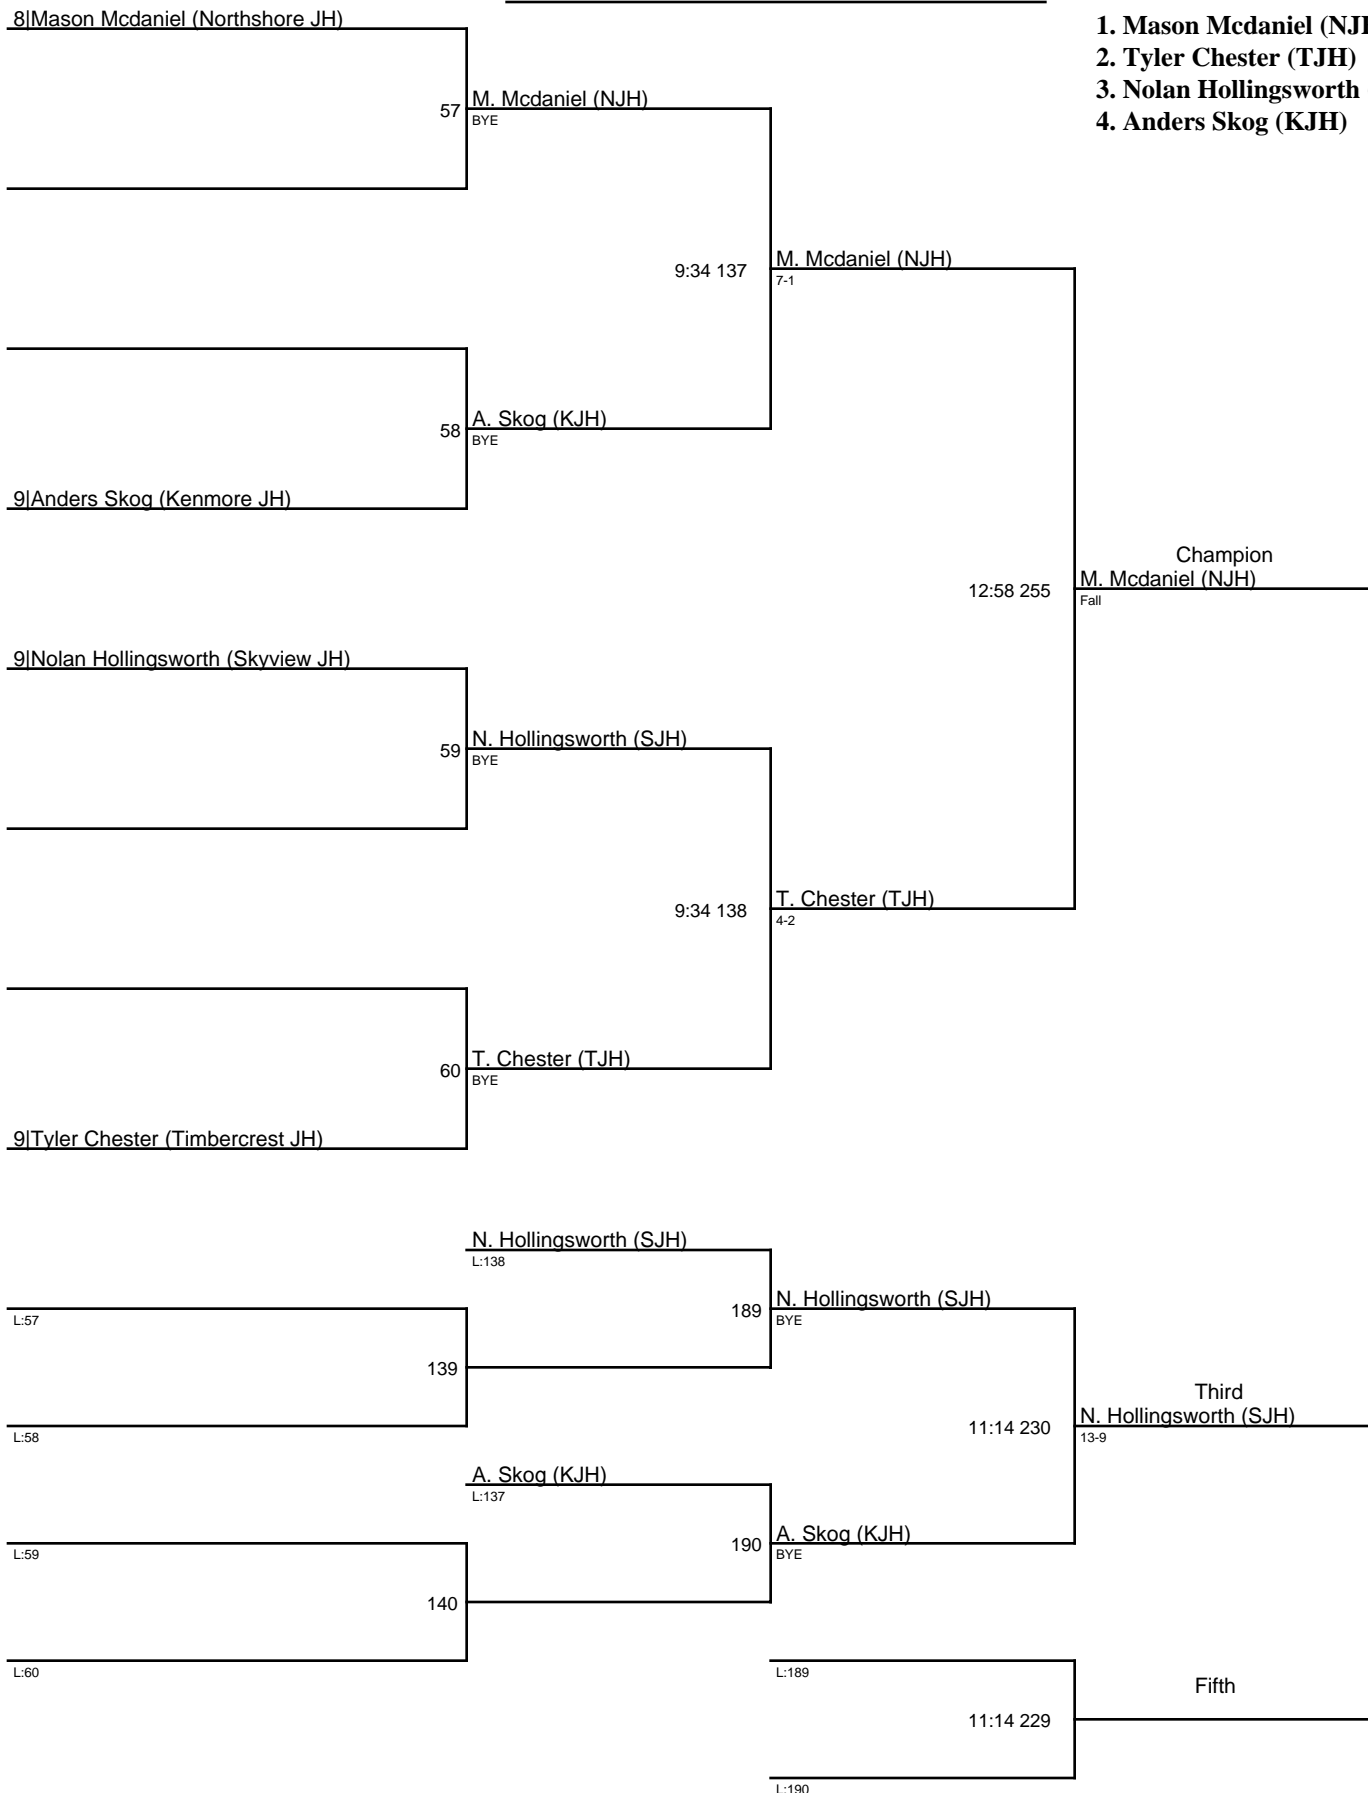 8|Mason Mcdaniel (Northshore JH)
1. Mason Mcdaniel (NJH
2. Tyler Chester (TJH)
3. Nolan Hollingsworth
4. Anders Skog (KJH)
57
M. Mcdaniel (NJH)
BYE
9:34 137
M. Mcdaniel (NJH)
7-1
58
A. Skog (KJH)
BYE
9|Anders Skog (Kenmore JH)
Champion
12:58 255
M. Mcdaniel (NJH)
Fall
9|Nolan Hollingsworth (Skyview JH)
59
N. Hollingsworth (SJH)
BYE
9:34 138
T. Chester (TJH)
4-2
60
T. Chester (TJH)
BYE
9|Tyler Chester (Timbercrest JH)
N. Hollingsworth (SJH)
L:138
189
N. Hollingsworth (SJH)
BYE
L:57
139
Third
11:14 230
N. Hollingsworth (SJH)
13-9
L:58
A. Skog (KJH)
L:137
190
A. Skog (KJH)
BYE
L:59
140
L:60
L:189
Fifth
11:14 229
L:190